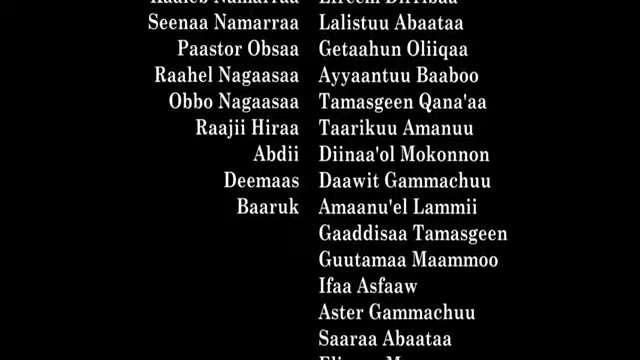 Seenaa Namarraa Lalistuu Abaataa
Paastor Obsaa Getaahun Oliiqaa
Raahel Nagaasaa Ayyaantuu Baaboo
Obbo Nagaasaa Tamasgeen Qana'aa
Raajii Hiraa Taarikuu Amanuu
Abdii Diinaa'ol Mokonnon
Deemaas Daawit Gammachuu
Baaruk Amaanu'el Lammii
Gaaddisaa Tamasgeen
Guutamaa Maammoo
Ifaa Asfaaw
Aster Gammachuu
Saaraa Abaataa